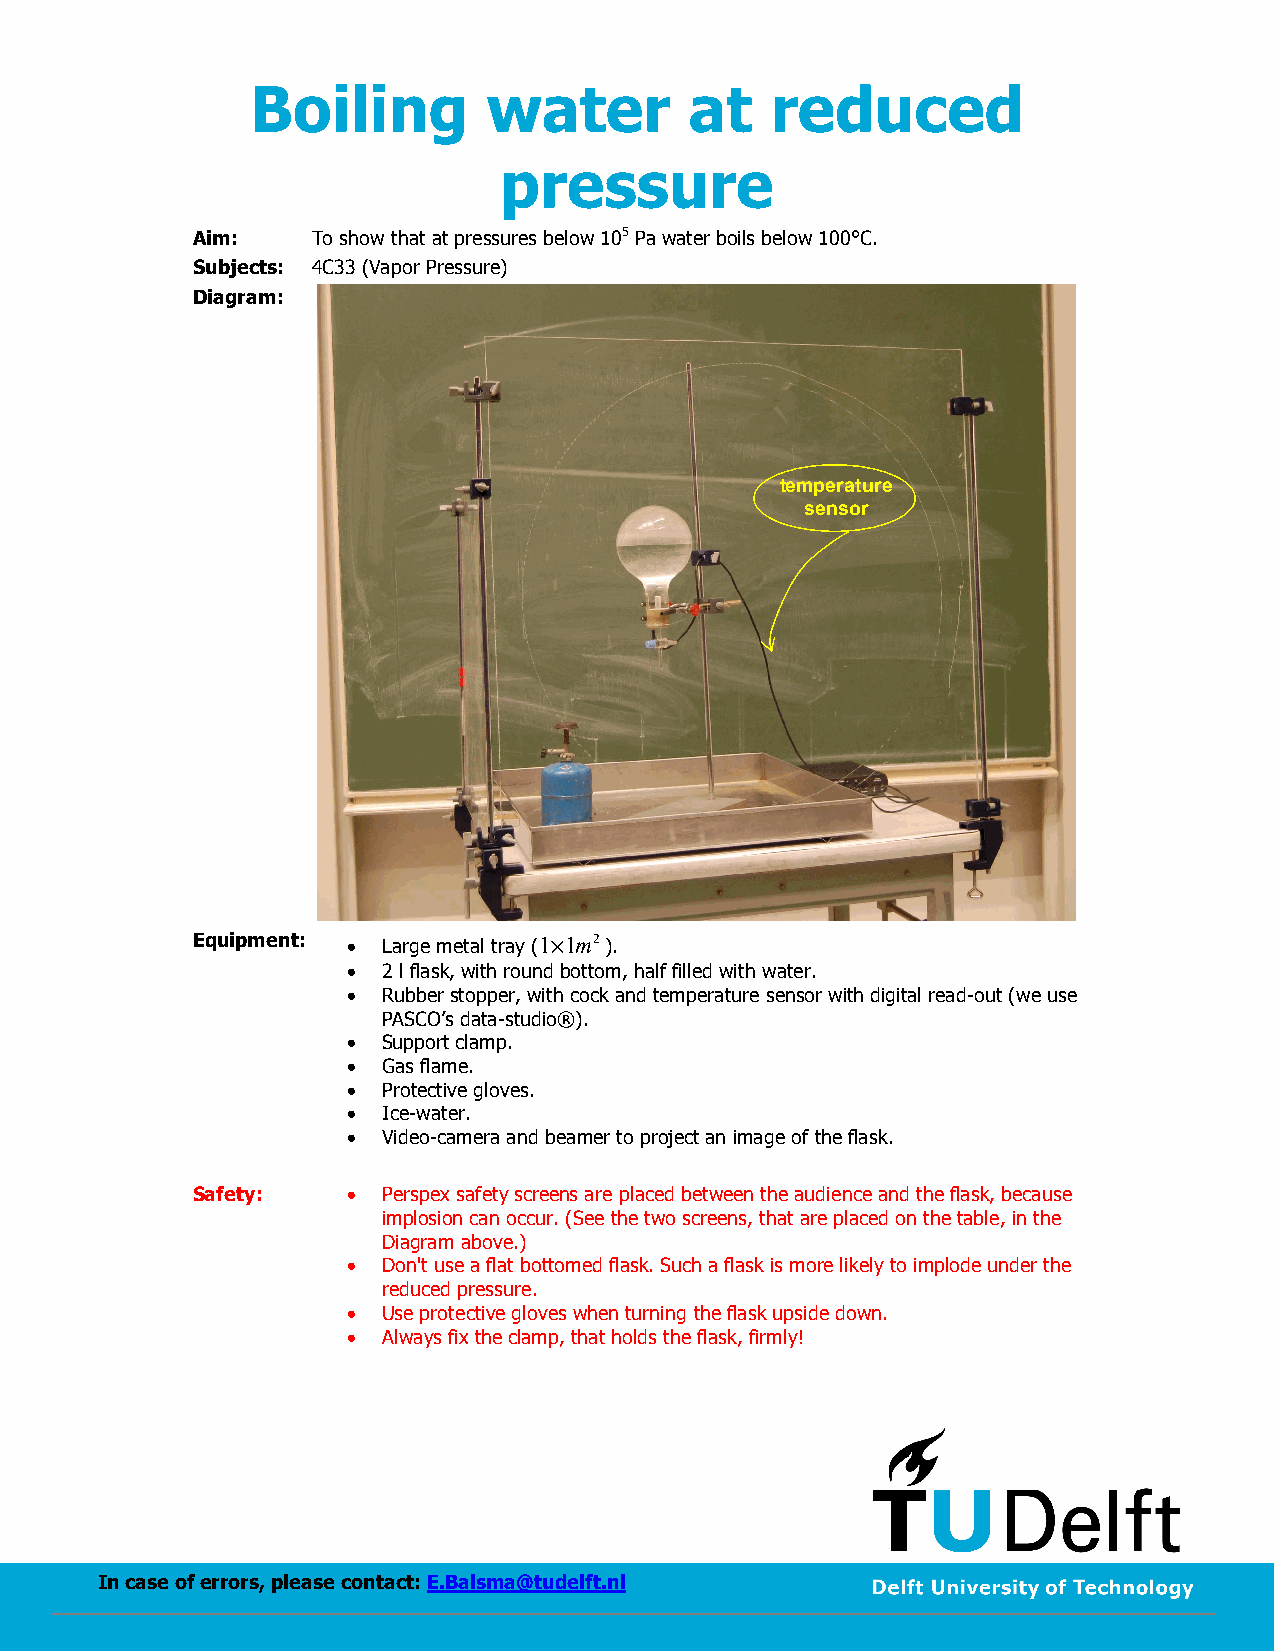 Boiling water at reduced
pressure
Aim: To show that at pressures below 10⁵ Pa water boils below 100°C.
Subjects: 4C33 (Vapor Pressure)
Diagram:
temperature
sensor
Equipment: • Large metal tray (1×1m²).
• 2 l flask, with round bottom, half filled with water.
• Rubber stopper, with cock and temperature sensor with digital read-out (we use
PASCO’s data-studio®).
• Support clamp.
• Gas flame.
• Protective gloves.
• Ice-water.
• Video-camera and beamer to project an image of the flask.
Safety: • Perspex safety screens are placed between the audience and the flask, because
implosion can occur. (See the two screens, that are placed on the table, in the
Diagram above.)
• Don't use a flat bottomed flask. Such a flask is more likely to implode under the
reduced pressure.
• Use protective gloves when turning the flask upside down.
• Always fix the clamp, that holds the flask, firmly!
TUDelft
In case of errors, please contact: E.Balsma@tudelft.nl
Delft University of Technology